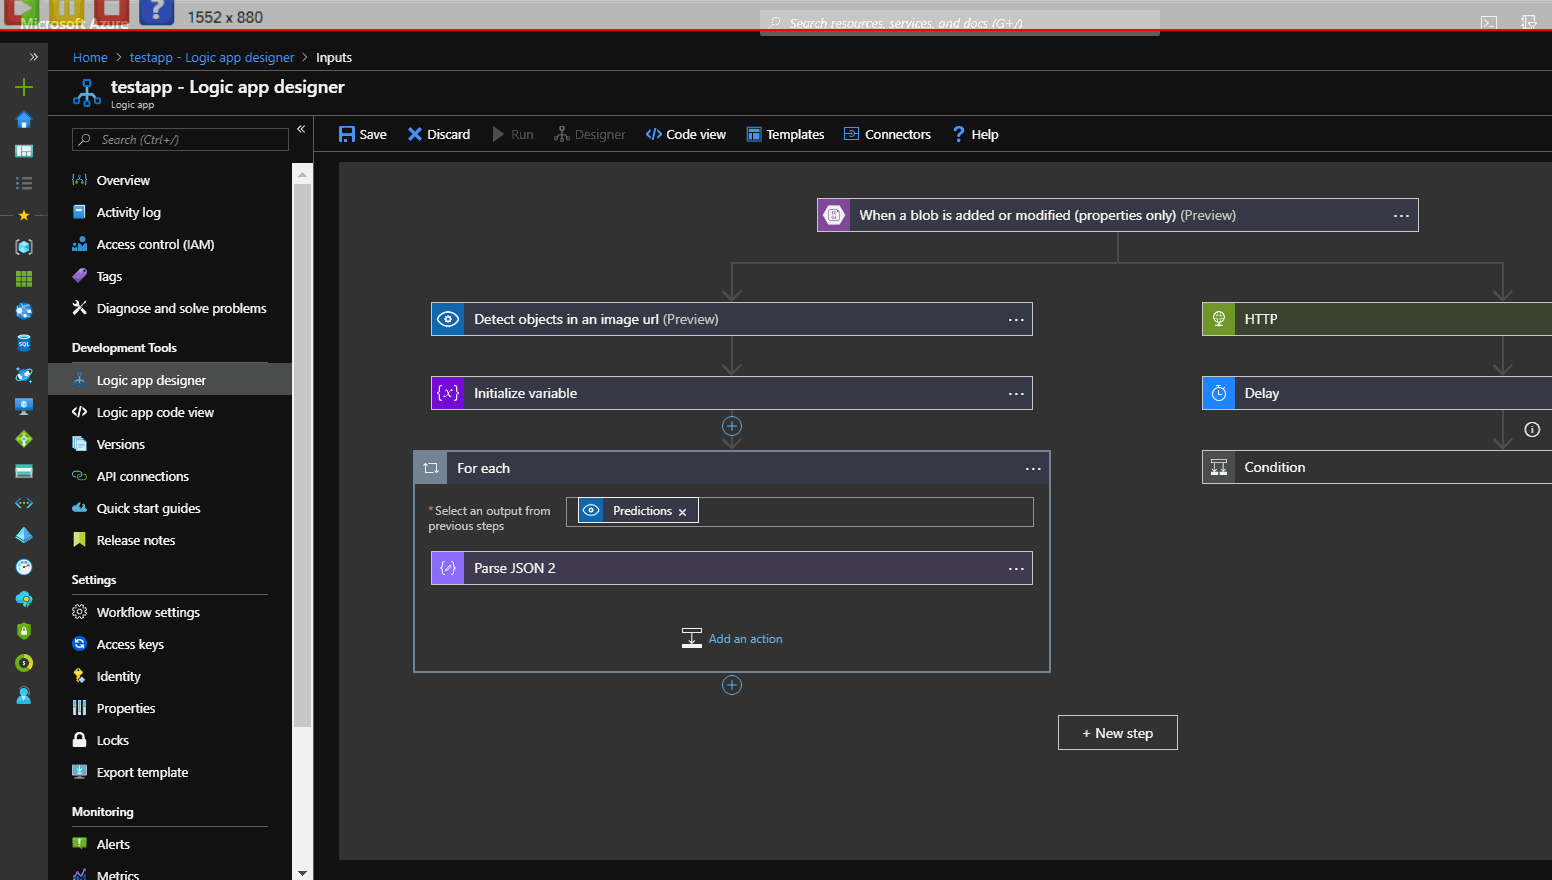 1552 x 880
Microsoft Azure
Search resources, services, and docs (G+/)
Home > testapp - Logic app designer > Inputs
testapp - Logic app designer
Logic app
Search (Ctrl+/)
Overview
Activity log
Access control (IAM)
Tags
Diagnose and solve problems
Development Tools
Logic app designer
Logic app code view
Versions
API connections
Quick start guides
Release notes
Settings
Workflow settings
Access keys
Identity
Properties
Locks
Export template
Monitoring
Alerts
Metrics
Save Discard Run Designer Code view Templates Connectors Help
When a blob is added or modified (properties only) (Preview)
Detect objects in an image url (Preview)
HTTP
Initialize variable
Delay
For each
Condition
*Select an output from
previous steps
Predictions
Parse JSON 2
Add an action
+ New step